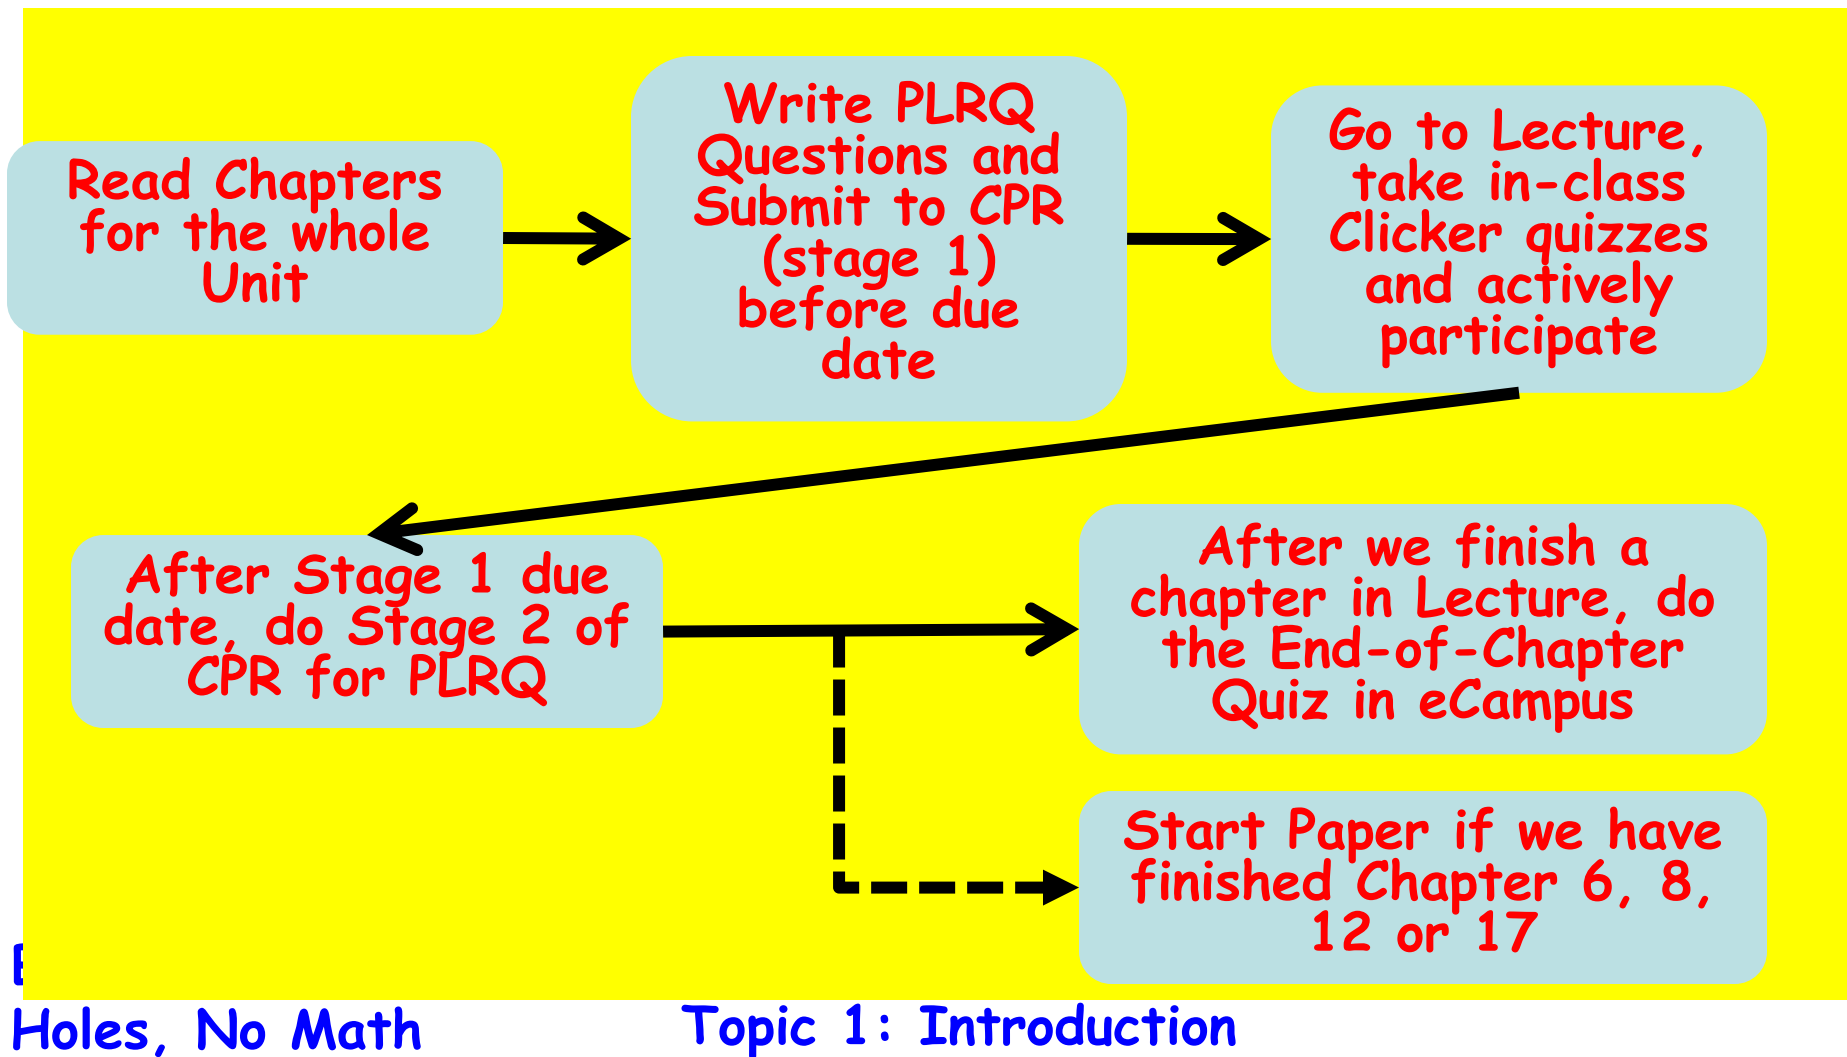 Read Chapters
for the whole
Unit
Write PLRQ
Questions and
Submit to CPR
(stage 1)
before due
date
Go to Lecture,
take in-class
Clicker quizzes
and actively
participate
After Stage 1 due
date, do Stage 2 of
CPR for PLRQ
After we finish a
chapter in Lecture, do
the End-of-Chapter
Quiz in eCampus
Start Paper if we have
finished Chapter 6, 8,
12 or 17
Holes, No Math
Topic 1: Introduction